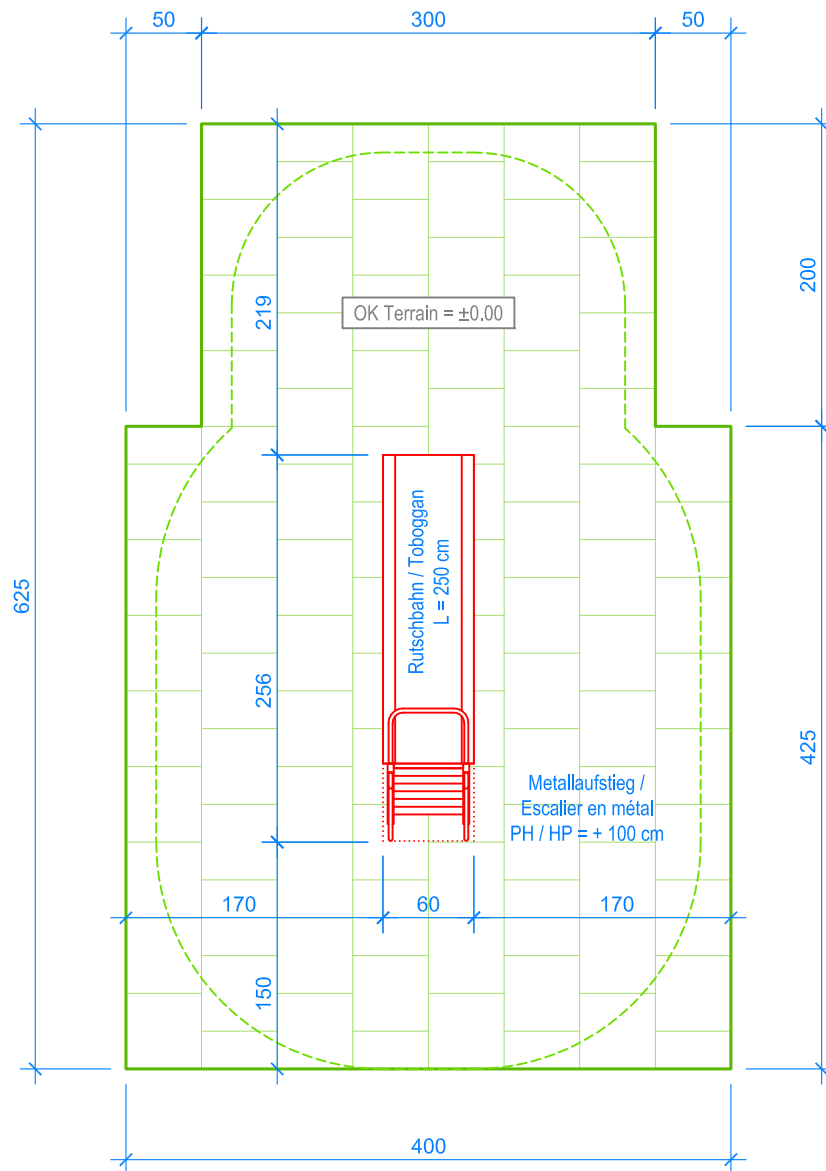 50
300
50
219
200
OK Terrain = ±0.00
Rutschbahn / Toboggan
L = 250 cm
625
256
425
Metallaufstieg /
Escalier en métal
PH / HP = + 100 cm
170
60
170
150
400